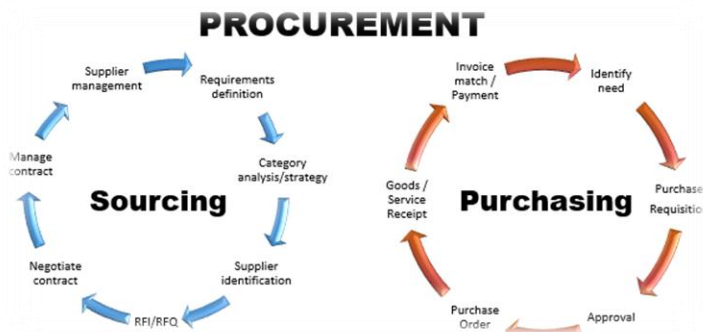 PROCUREMENT
Supplier
management
Requirements
definition
Category
analysis/strategy
Supplier
identification
RFI/RFQ
Negotiate
contract
Manage
contract
Sourcing
Invoice
match /
Payment
Identify
need
Purchase
Requisition
Approval
Purchase
Order
Goods /
Service
Receipt
Purchasing